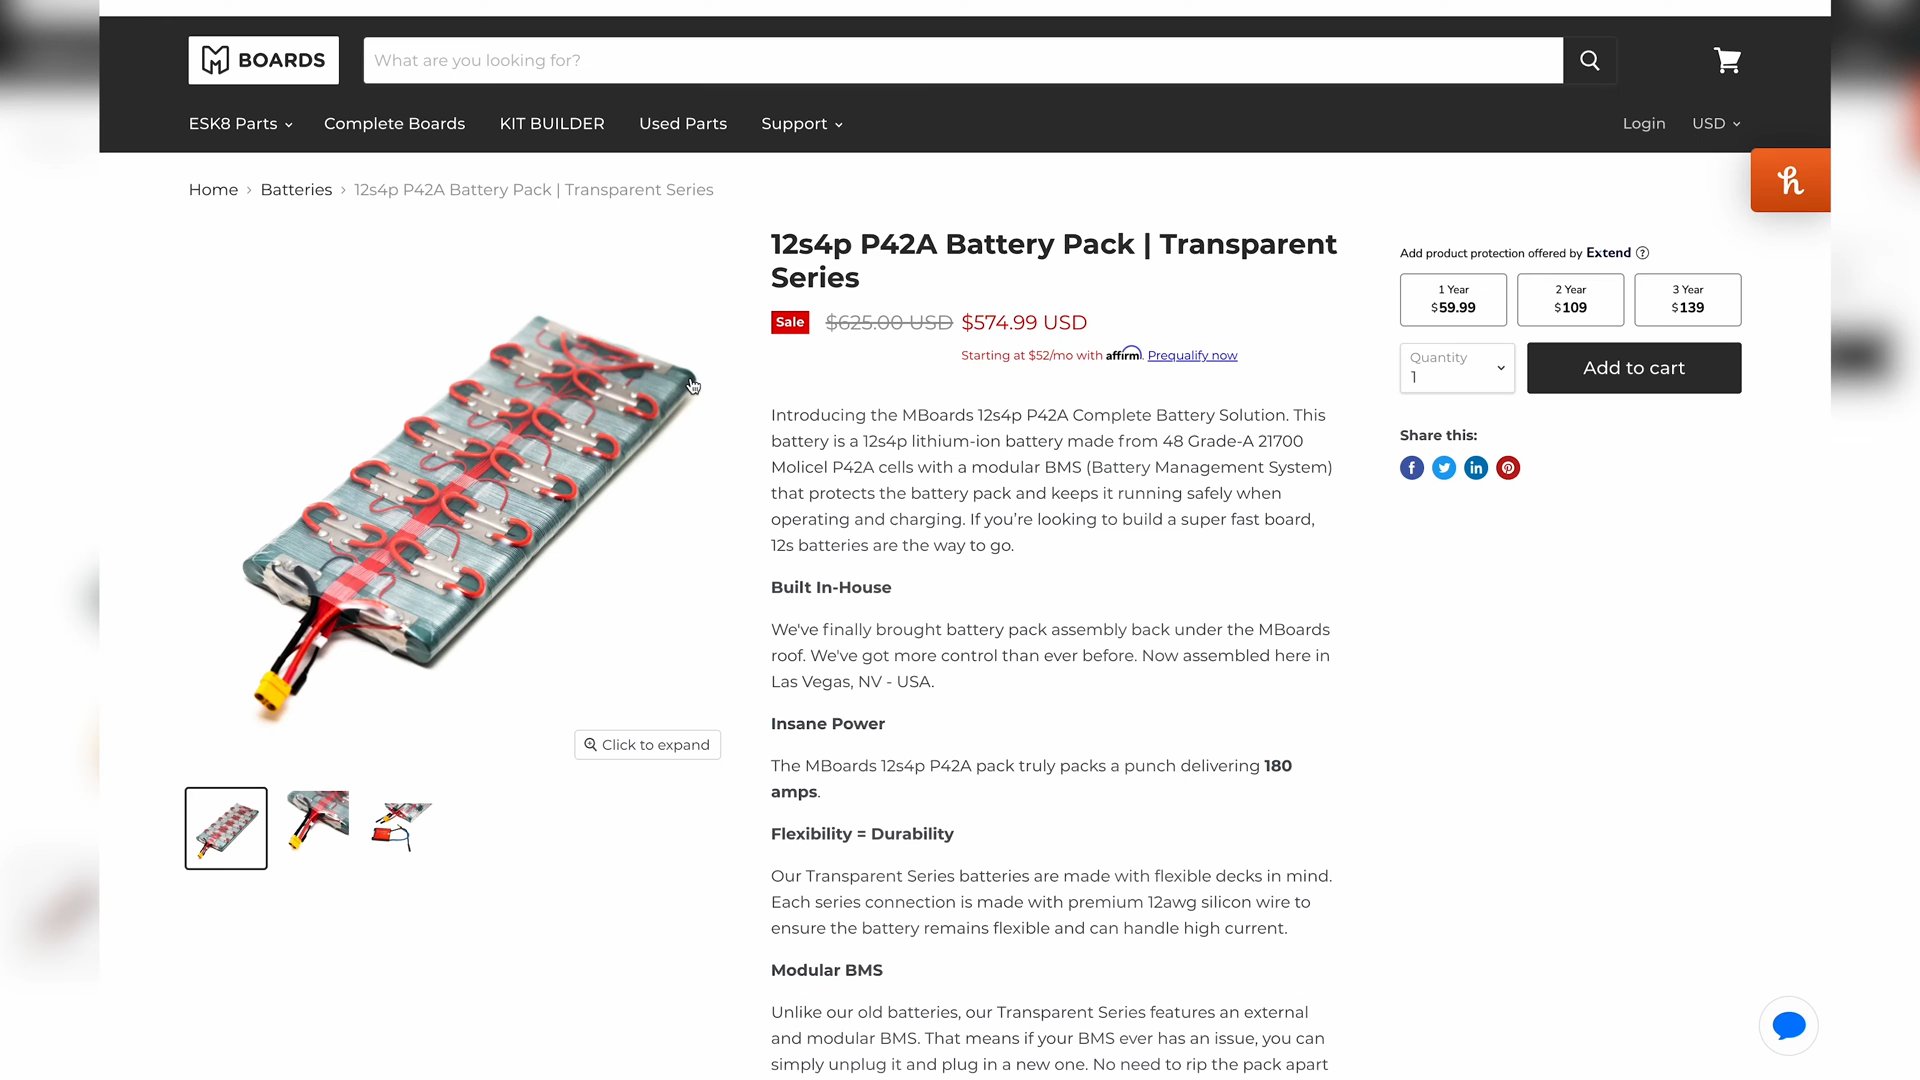 BOARDS
What are you looking for?
ESK8 Parts
Complete Boards
KIT BUILDER
Used Parts
Support
Login
USD
Home › Batteries › 12s4p P42A Battery Pack | Transparent Series
12s4p P42A Battery Pack | Transparent
Series
Sale $625.00 USD $574.99 USD
Starting at $52/mo with affirm. Prequalify now
Introducing the MBoards 12s4p P42A Complete Battery Solution. This
battery is a 12s4p lithium-ion battery made from 48 Grade-A 21700
Molicel P42A cells with a modular BMS (Battery Management System)
that protects the battery pack and keeps it running safely when
operating and charging. If you’re looking to build a super fast board,
12s batteries are the way to go.
Built In-House
We've finally brought battery pack assembly back under the MBoards
roof. We've got more control than ever before. Now assembled here in
Las Vegas, NV - USA.
Insane Power
The MBoards 12s4p P42A pack truly packs a punch delivering 180
amps.
Flexibility = Durability
Our Transparent Series batteries are made with flexible decks in mind.
Each series connection is made with premium 12awg silicon wire to
ensure the battery remains flexible and can handle high current.
Modular BMS
Unlike our old batteries, our Transparent Series features an external
and modular BMS. That means if your BMS ever has an issue, you can
simply unplug it and plug in a new one. No need to rip the pack apart
Click to expand
Add product protection offered by Extend ?
1 Year
$59.99
2 Year
$109
3 Year
$139
Quantity
1
Add to cart
Share this: